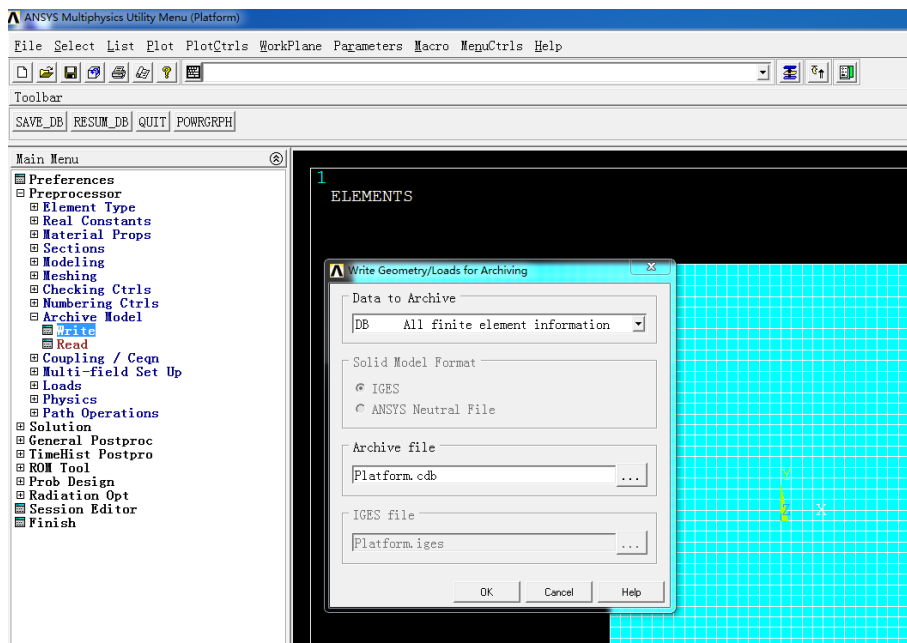 ANSYS Multiphysics Utility Menu (Platform)
File Select List Plot PlotCtrls WorkPlane Parameters Macro MenuCtrls Help
Toolbar
SAVE_DB RESUM_DB QUIT POWRGRPH
Main Menu
Preferences
Preprocessor
Element Type
Real Constants
Material Props
Sections
Modeling
Meshing
Checking Ctrls
Numbering Ctrls
Archive Model
Write
Read
Coupling / Ceqn
Multi-field Set Up
Loads
Physics
Path Operations
Solution
General Postproc
TimeHist Postpro
ROM Tool
Prob Design
Radiation Opt
Session Editor
Finish
1
ELEMENTS
Write Geometry/Loads for Archiving
Data to Archive
DB All finite element information
Solid Model Format
IGES
ANSYS Neutral File
Archive file
Platform.cdb ...
IGES file
Platform.iges ...
OK Cancel Help
Y
Z X